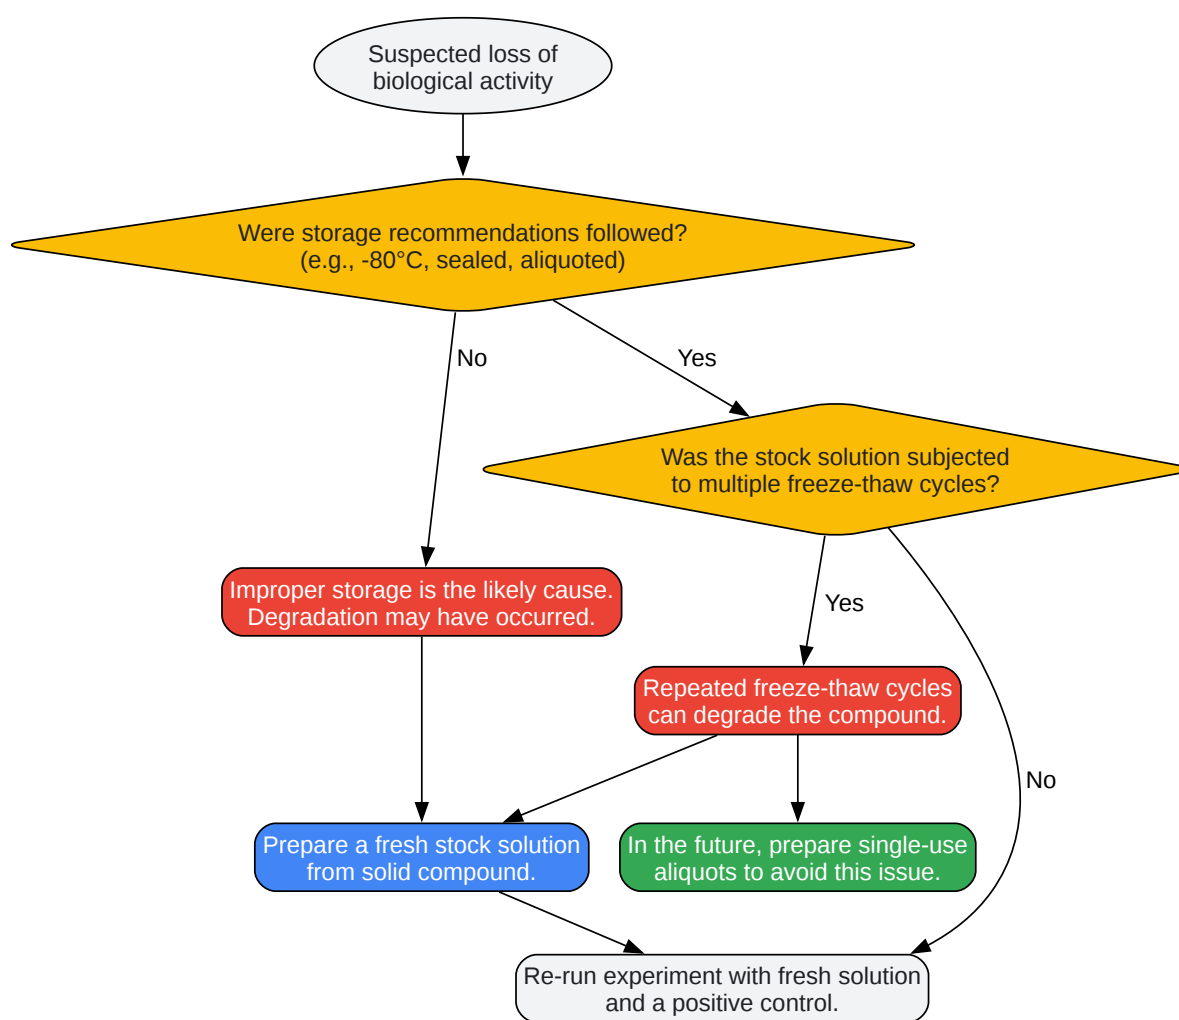 Suspected loss of
biological activity
Were storage recommendations followed?
(e.g., -80°C, sealed, aliquoted)
No
Yes
Was the stock solution subjected
to multiple freeze-thaw cycles?
Improper storage is the likely cause.
Degradation may have occurred.
Yes
Repeated freeze-thaw cycles
can degrade the compound.
No
Prepare a fresh stock solution
from solid compound.
In the future, prepare single-use
aliquots to avoid this issue.
Re-run experiment with fresh solution
and a positive control.